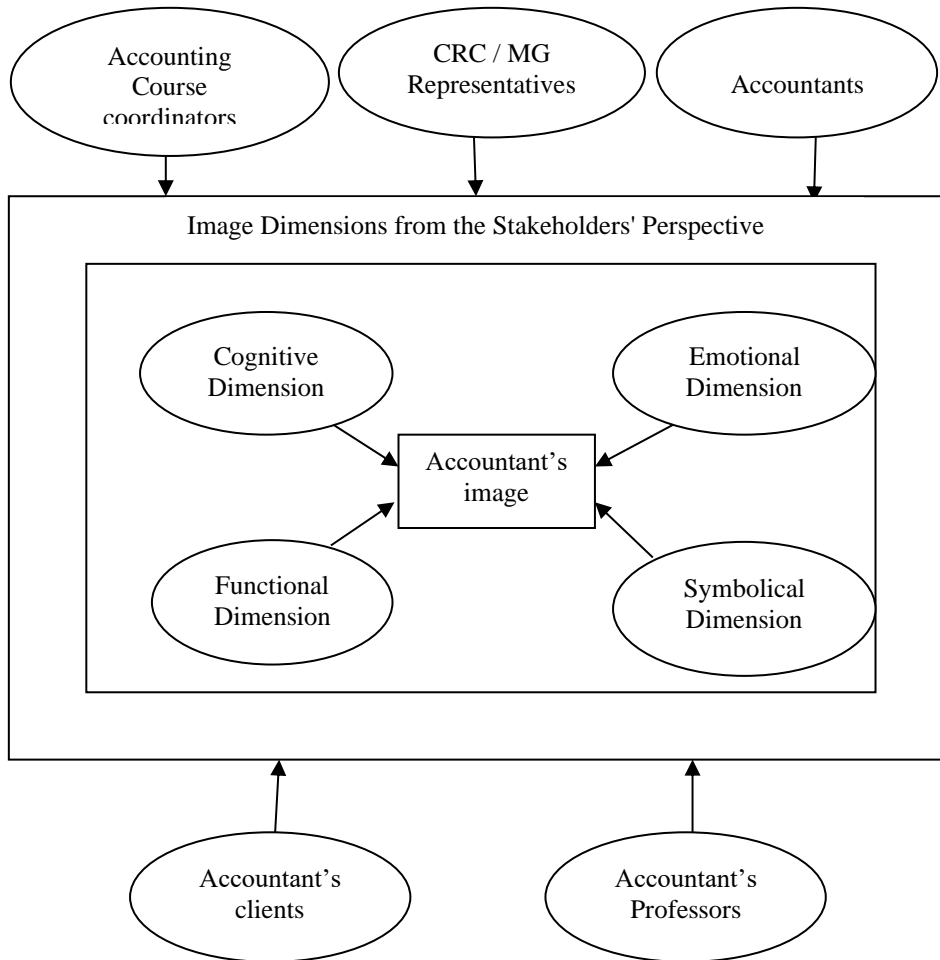 Accounting
Course
coordinators
CRC / MG
Representatives
Accountants
Image Dimensions from the Stakeholders' Perspective
Cognitive
Dimension
Emotional
Dimension
Accountant’s
image
Functional
Dimension
Symbolical
Dimension
Accountant’s
clients
Accountant’s
Professors